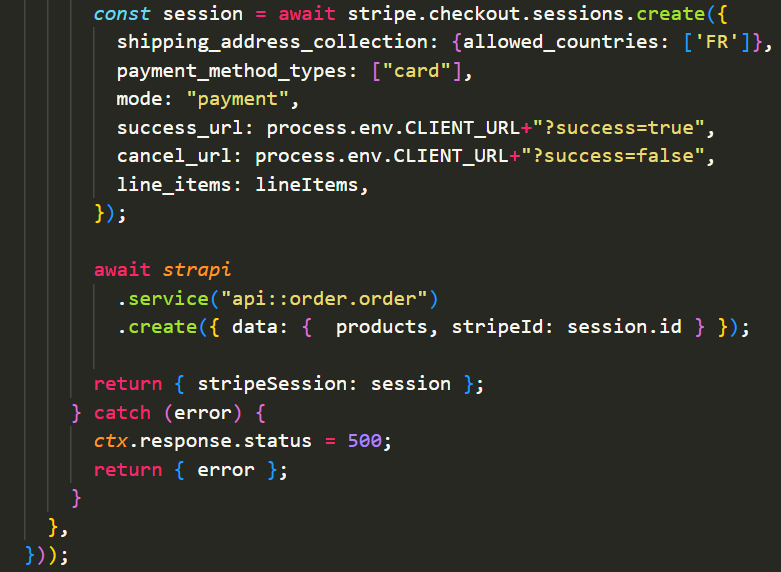 const session = await stripe.checkout.sessions.create({
shipping_address_collection: {allowed_countries: ['FR']},
payment_method_types: ["card"],
mode: "payment",
success_url: process.env.CLIENT_URL+"?success=true",
cancel_url: process.env.CLIENT_URL+"?success=false",
line_items: lineItems,
});
await strapi
.service("api::order.order")
.create({ data: {  products, stripeId: session.id } });
return { stripeSession: session };
} catch (error) {
ctx.response.status = 500;
return { error };
}
},
}));